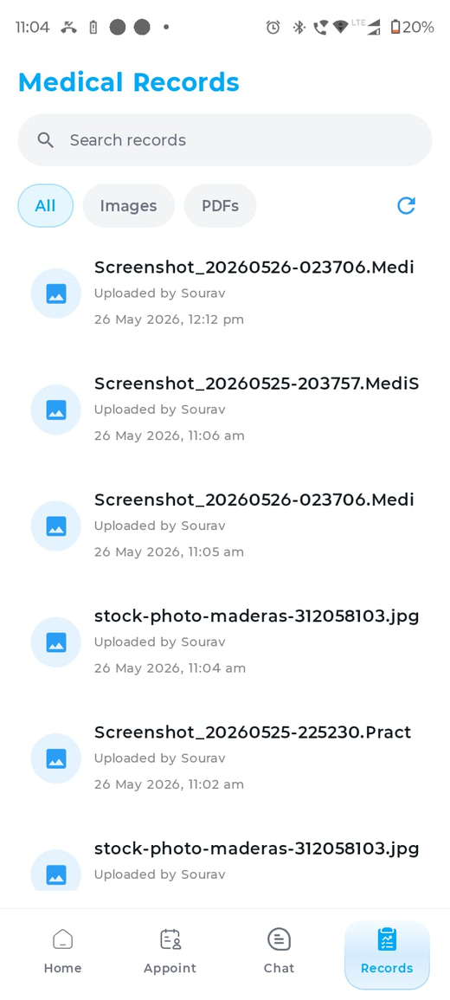 11:04
LTE
20%
Medical Records
Search records
All
Images
PDFs
Screenshot_20260526-023706.Medi
Uploaded by Sourav
26 May 2026, 12:12 pm
Screenshot_20260525-203757.MediS
Uploaded by Sourav
26 May 2026, 11:06 am
Screenshot_20260526-023706.Medi
Uploaded by Sourav
26 May 2026, 11:05 am
stock-photo-maderas-312058103.jpg
Uploaded by Sourav
26 May 2026, 11:04 am
Screenshot_20260525-225230.Pract
Uploaded by Sourav
26 May 2026, 11:02 am
stock-photo-maderas-312058103.jpg
Uploaded by Sourav
Home
Appoint
Chat
Records